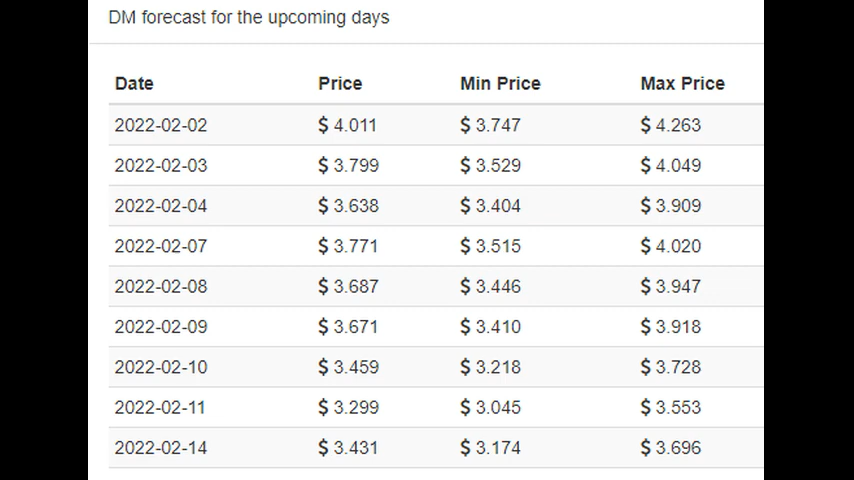 DM forecast for the upcoming days
Date Price Min Price Max Price
2022-02-02 $ 4.011 $ 3.747 $ 4.263
2022-02-03 $ 3.799 $ 3.529 $ 4.049
2022-02-04 $ 3.638 $ 3.404 $ 3.909
2022-02-07 $ 3.771 $ 3.515 $ 4.020
2022-02-08 $ 3.687 $ 3.446 $ 3.947
2022-02-09 $ 3.671 $ 3.410 $ 3.918
2022-02-10 $ 3.459 $ 3.218 $ 3.728
2022-02-11 $ 3.299 $ 3.045 $ 3.553
2022-02-14 $ 3.431 $ 3.174 $ 3.696